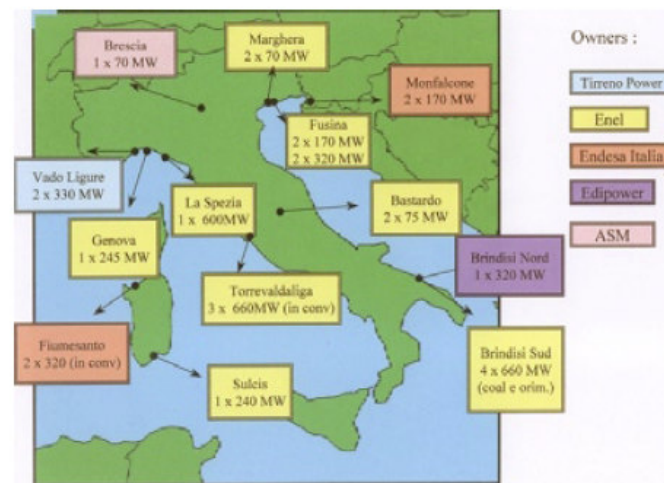 Brescia
1 x 70 MW
Marghera
2 x 70 MW
Owners :
Monfalcone
2 x 170 MW
Tirreno Power
Fusina
2 x 170 MW
2 x 320 MW
Enel
Vado Ligure
2 x 330 MW
La Spezia
1 x 600MW
Bastardo
2 x 75 MW
Endesa Italia
Edipower
ASM
Genova
1 x 245 MW
Torrevaldaliga
3 x 660MW (in conv)
Brindisi Nord
1 x 320 MW
Fiumesanto
2 x 320 (in conv)
Sulcis
1 x 240 MW
Brindisi Sud
4 x 660 MW
(coal e orim.)